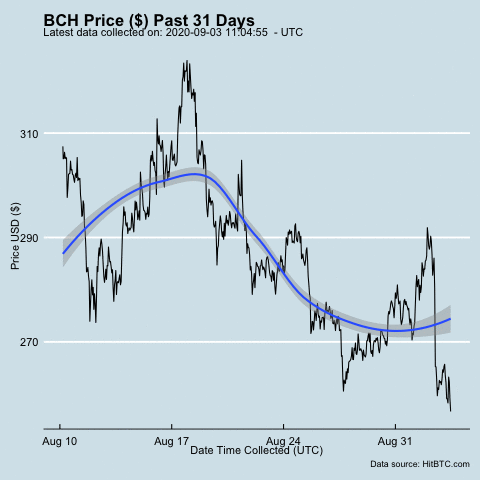 BCH Price ($) Past 31 Days
Latest data collected on: 2020-09-03 11:04:55  - UTC
310
290
270
Price USD ($)
Aug 10
Aug 17
Aug 24
Aug 31
Date Time Collected (UTC)
Data source: HitBTC.com